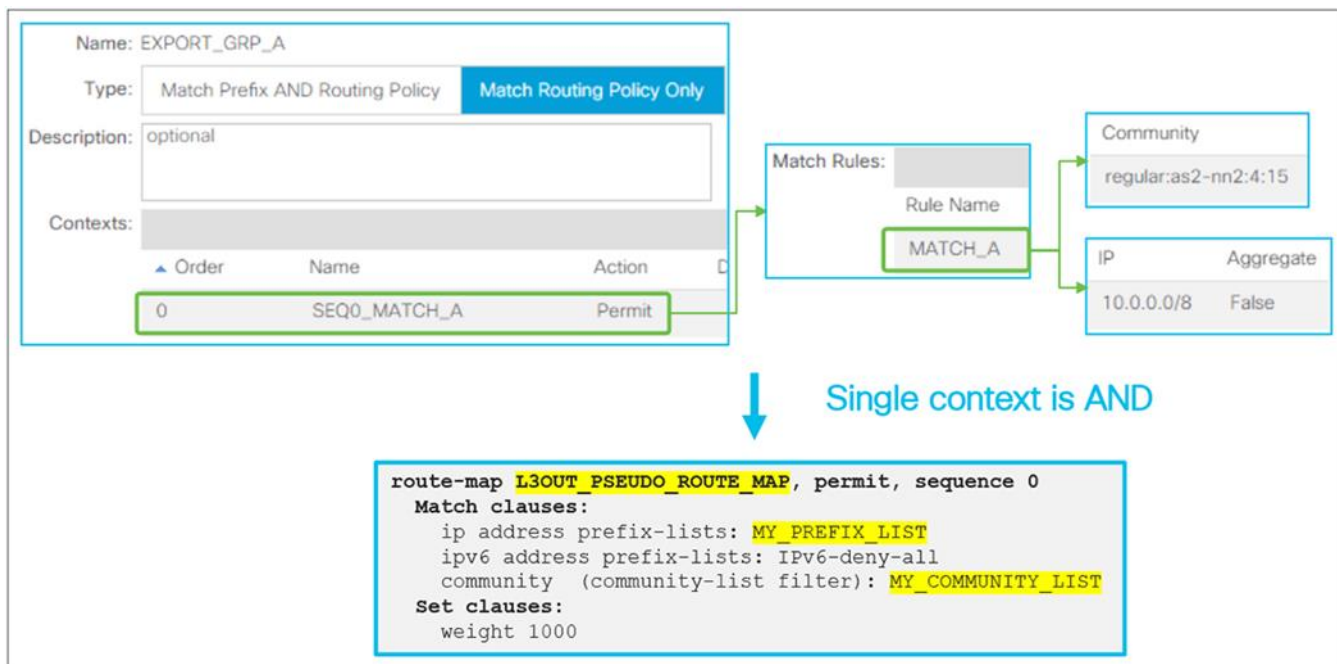 Name: EXPORT_GRP_A
Type: Match Prefix AND Routing Policy Match Routing Policy Only
Description: optional
Contexts:
Order Name Action
0 SEQ0_MATCH_A Permit
Match Rules:
Rule Name
MATCH_A
Community
regular:as2-nn2:4:15
IP Aggregate
10.0.0.0/8 False
Single context is AND
route-map L3OUT_PSEUDO_ROUTE_MAP, permit, sequence 0
Match clauses:
ip address prefix-lists: MY_PREFIX_LIST
ipv6 address prefix-lists: IPv6-deny-all
community (community-list filter): MY_COMMUNITY_LIST
Set clauses:
weight 1000